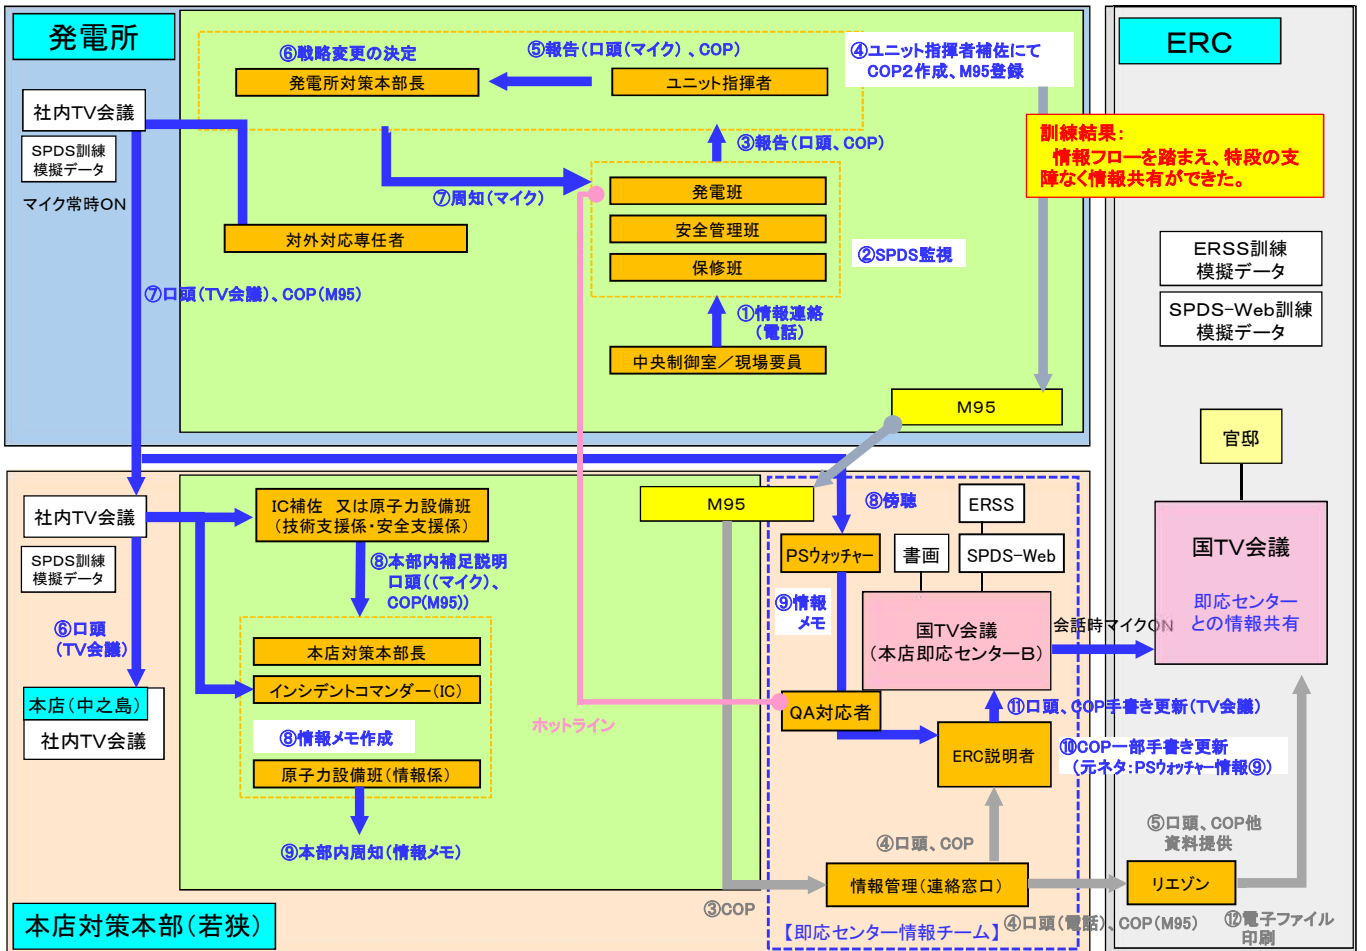 発電所
社内TV会議
SPDS訓練
模擬データ
マイク常時ON
⑥戦略変更の決定
発電所対策本部長
⑤報告(口頭(マイク)、COP)
ユニット指揮者
④ユニット指揮者補佐にて
COP2作成、M95登録
③報告(口頭、COP)
⑦周知(マイク)
発電班
安全管理班
保修班
②SPDS監視
対外対応専任者
⑦口頭(TV会議)、COP(M95)
①情報連絡
(電話)
中央制御室/現場要員
M95
ERC
訓練結果:
情報フローを踏まえ、特段の支
障なく情報共有ができた。
ERSS訓練
模擬データ
SPDS-Web訓練
模擬データ
官邸
国TV会議
即応センター
との情報共有
社内TV会議
SPDS訓練
模擬データ
⑥口頭
(TV会議)
本店(中之島)
社内TV会議
IC補佐 又は原子力設備班
(技術支援係・安全支援係)
⑧本部内補足説明
口頭((マイク)、
COP(M95))
本店対策本部長
インシデントコマンダー(IC)
⑧情報メモ作成
原子力設備班(情報係)
⑨本部内周知(情報メモ)
ホットライン
M95
⑧傍聴
ERSS
PSウォッチャー
書画
SPDS-Web
⑨情報
メモ
国TV会議
(本店即応センターB)
会話時マイクON
QA対応者
⑪口頭、COP手書き更新(TV会議)
ERC説明者
⑩COP一部手書き更新
(元ネタ:PSウォッチャー情報⑨)
④口頭、COP
⑤口頭、COP他
資料提供
情報管理(連絡窓口)
リエゾン
③COP
④口頭(電話)、COP(M95)
⑫電子ファイル
印刷
【即応センター情報チーム】
本店対策本部(若狭)